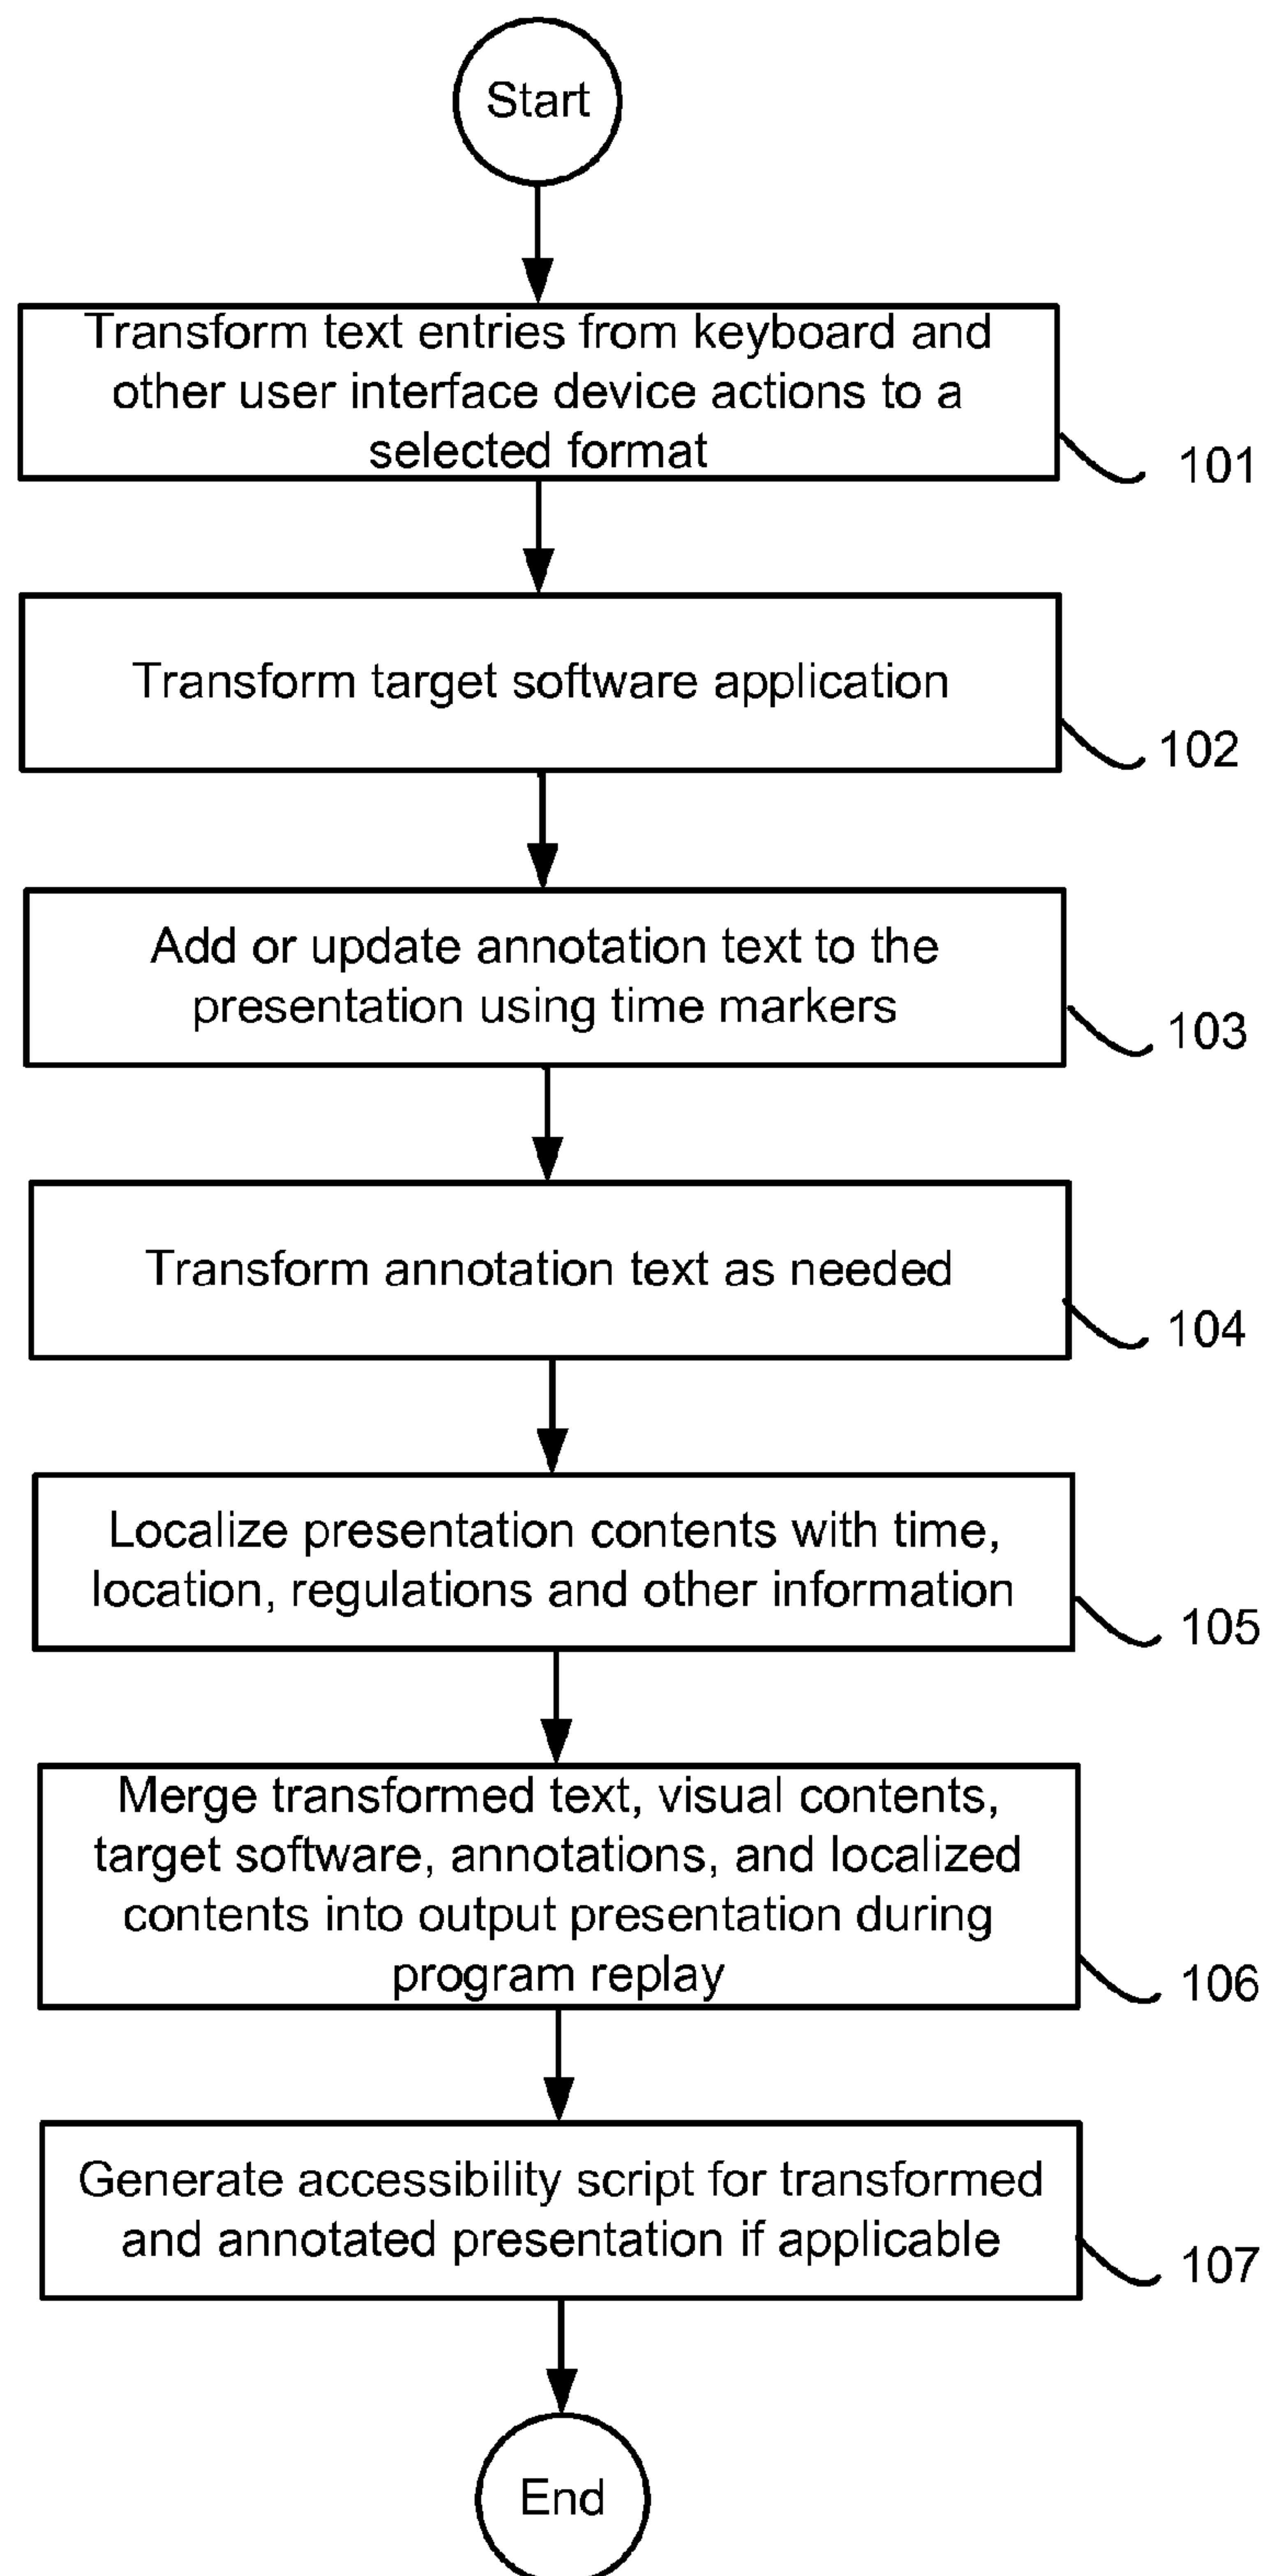 Start
Transform text entries from keyboard and
other user interface device actions to a
selected format
101
Transform target software application
102
Add or update annotation text to the
presentation using time markers
103
Transform annotation text as needed
104
Localize presentation contents with time,
location, regulations and other information
105
Merge transformed text, visual contents,
target software, annotations, and localized
contents into output presentation during
program replay
106
Generate accessibility script for transformed
and annotated presentation if applicable
107
End